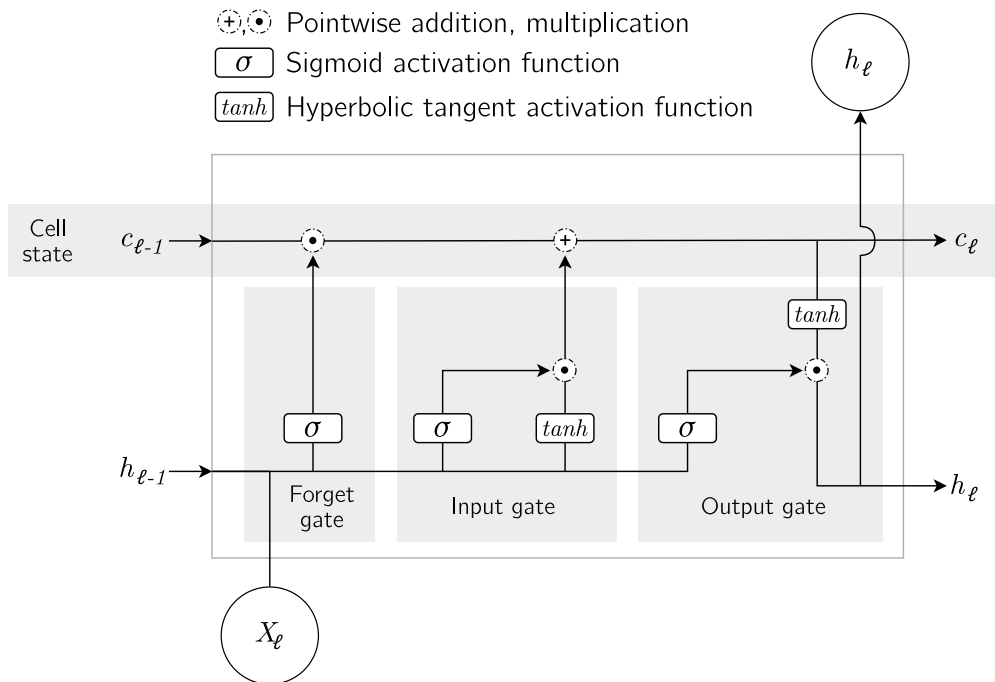 +,• Pointwise addition, multiplication
σ Sigmoid activation function
tanh Hyperbolic tangent activation function
hℓ
Cell
state
cℓ-1
•
+
cℓ
tanh
•
•
σ
σ
tanh
σ
hℓ-1
hℓ
Forget
gate
Input gate
Output gate
Xℓ